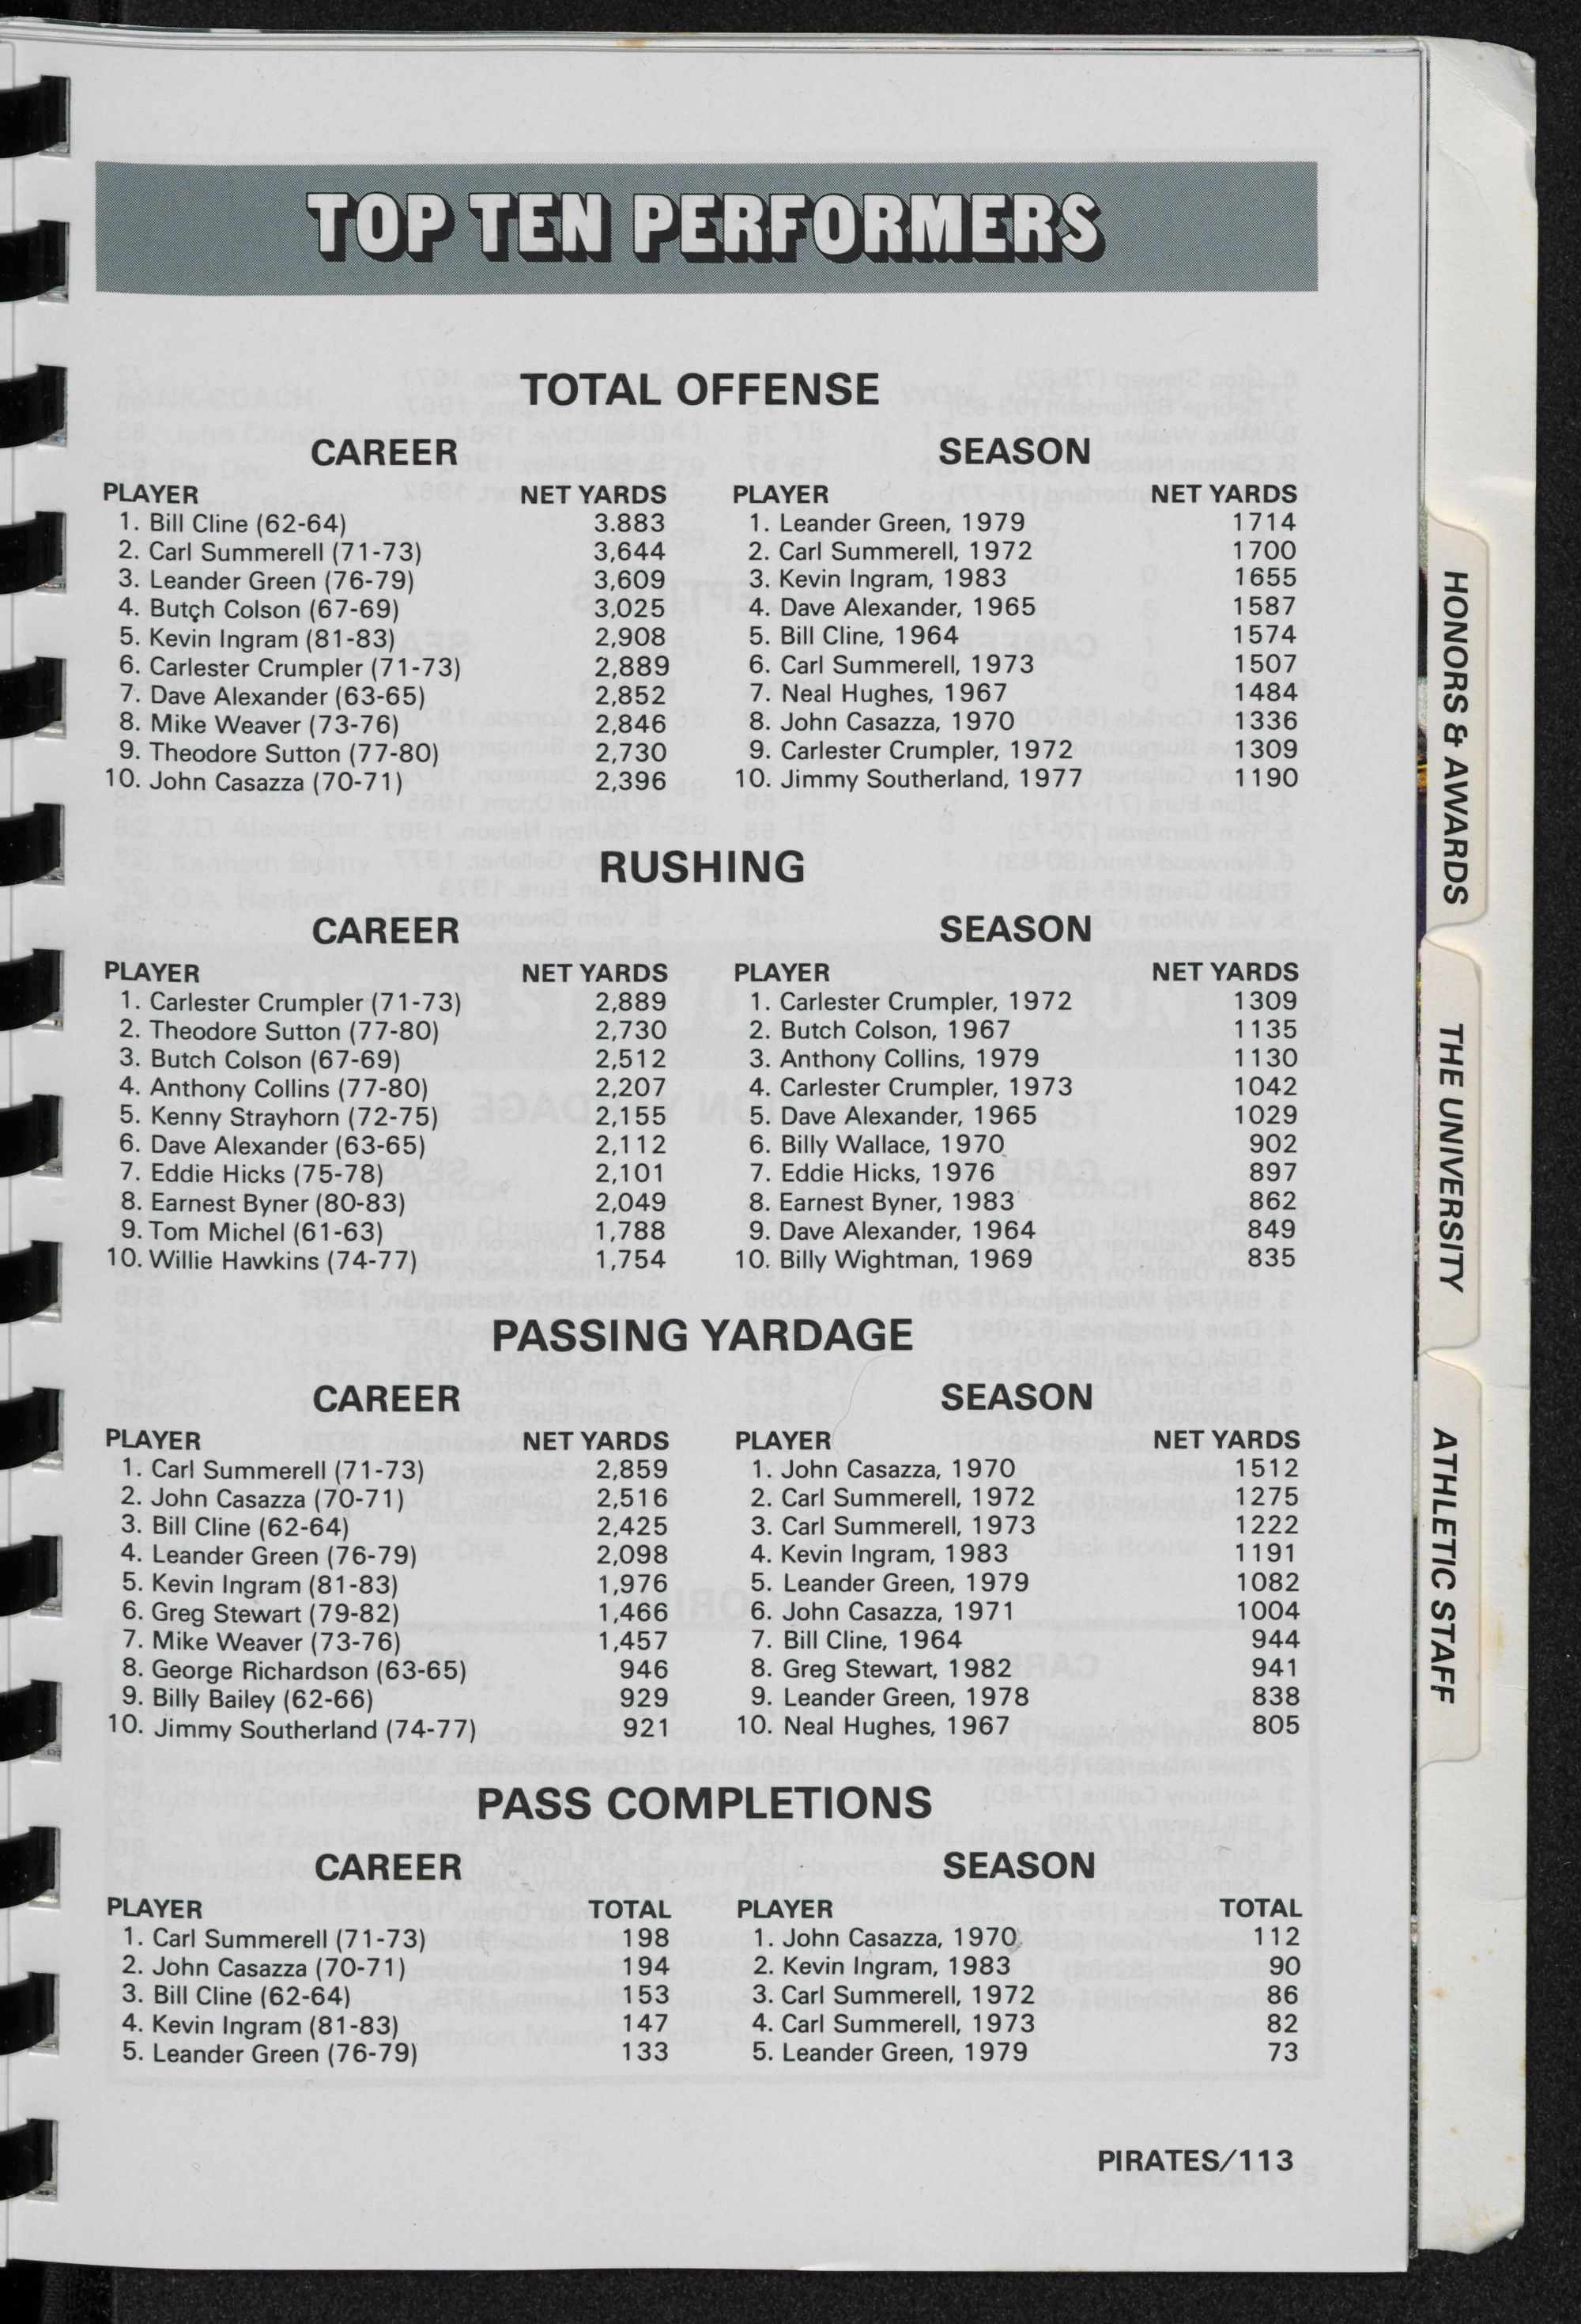 TOP TEN PERFORMERS
TOTAL OFFENSE
CAREER
PLAYER NET YARDS
1. Bill Cline (62-64) 3.883
2. Carl Summerell (71-73) 3,644
3. Leander Green (76-79) 3,609
4. Butch Colson (67-69) 3,025
5. Kevin Ingram (81-83) 2,908
6. Carlester Crumpler (71-73) 2,889
7. Dave Alexander (63-65) 2,852
8. Mike Weaver (73-76) 2,846
9. Theodore Sutton (77-80) 2,730
10. John Casazza (70-71) 2,396
SEASON
PLAYER NET YARDS
1. Leander Green, 1979 1714
2. Carl Summerell, 1972 1700
3. Kevin Ingram, 1983 1655
4. Dave Alexander, 1965 1587
5. Bill Cline, 1964 1574
6. Carl Summerell, 1973 1507
7. Neal Hughes, 1967 1484
8. John Casazza, 1970 1336
9. Carlester Crumpler, 1972 1309
10. Jimmy Southerland, 1977 1190
RUSHING
CAREER
PLAYER NET YARDS
1. Carlester Crumpler (71-73) 2,889
2. Theodore Sutton (77-80) 2,730
3. Butch Colson (67-69) 2,512
4. Anthony Collins (77-80) 2,207
5. Kenny Strayhorn (72-75) 2,155
6. Dave Alexander (63-65) 2,112
7. Eddie Hicks (75-78) 2,101
8. Earnest Byner (80-83) 2,049
9. Tom Michel (61-63) 1,788
10. Willie Hawkins (74-77) 1,754
SEASON
PLAYER NET YARDS
1. Carlester Crumpler, 1972 1309
2. Butch Colson, 1967 1135
3. Anthony Collins, 1979 1130
4. Carlester Crumpler, 1973 1042
5. Dave Alexander, 1965 1029
6. Billy Wallace, 1970 902
7. Eddie Hicks, 1976 897
8. Earnest Byner, 1983 862
9. Dave Alexander, 1964 849
10. Billy Wightman, 1969 835
PASSING YARDAGE
CAREER
PLAYER NET YARDS
1. Carl Summerell (71-73) 2,859
2. John Casazza (70-71) 2,516
3. Bill Cline (62-64) 2,425
4. Leander Green (76-79) 2,098
5. Kevin Ingram (81-83) 1,976
6. Greg Stewart (79-82) 1,466
7. Mike Weaver (73-76) 1,457
8. George Richardson (63-65) 946
9. Billy Bailey (62-66) 929
10. Jimmy Southerland (74-77) 921
SEASON
PLAYER NET YARDS
1. John Casazza, 1970 1512
2. Carl Summerell, 1972 1275
3. Carl Summerell, 1973 1222
4. Kevin Ingram, 1983 1191
5. Leander Green, 1979 1082
6. John Casazza, 1971 1004
7. Bill Cline, 1964 944
8. Greg Stewart, 1982 941
9. Leander Green, 1978 838
10. Neal Hughes, 1967 805
PASS COMPLETIONS
CAREER
PLAYER TOTAL
1. Carl Summerell (71-73) 198
2. John Casazza (70-71) 194
3. Bill Cline (62-64) 153
4. Kevin Ingram (81-83) 147
5. Leander Green (76-79) 133
SEASON
PLAYER TOTAL
1. John Casazza, 1970 112
2. Kevin Ingram, 1983 90
3. Carl Summerell, 1972 86
4. Carl Summerell, 1973 82
5. Leander Green, 1979 73
PIRATES/113
HONORS & AWARDS
THE UNIVERSITY
ATHLETIC STAFF